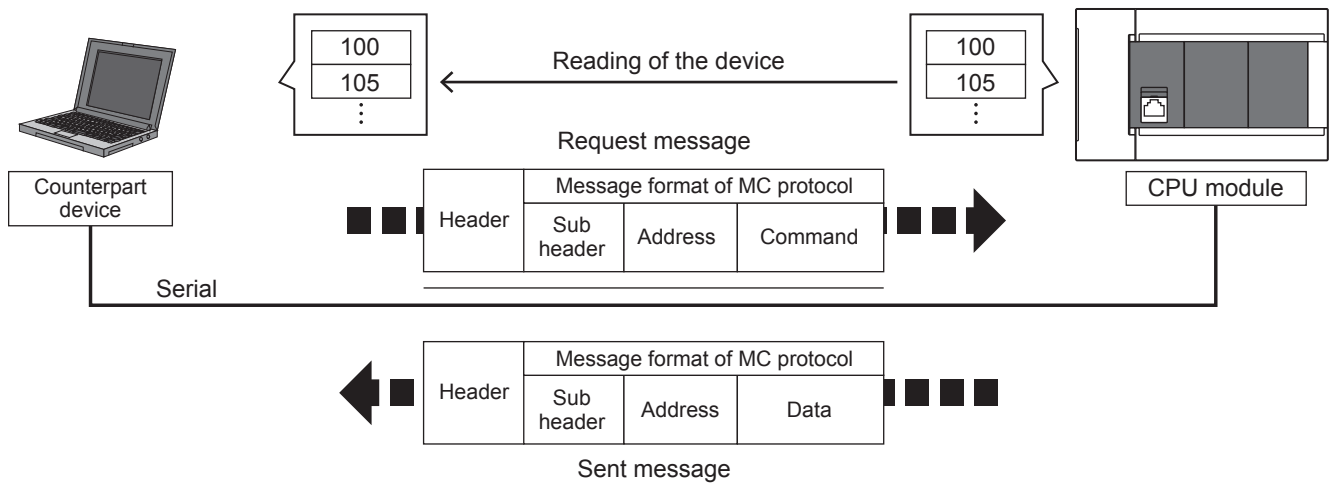 100
105
⋮
Reading of the device
100
105
⋮
Counterpart
device
CPU module
Request message
Header
Message format of MC protocol
Sub
header
Address
Command
Serial
Header
Message format of MC protocol
Sub
header
Address
Data
Sent message